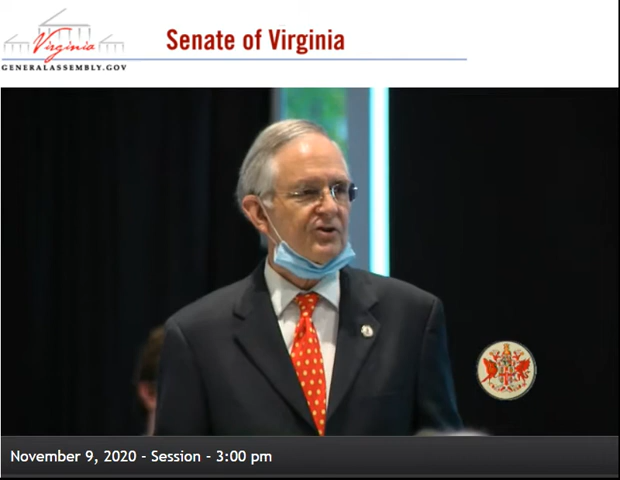 Virginia
GENERALASSEMBLY.GOV
Senate of Virginia
November 9, 2020 - Session - 3:00 pm